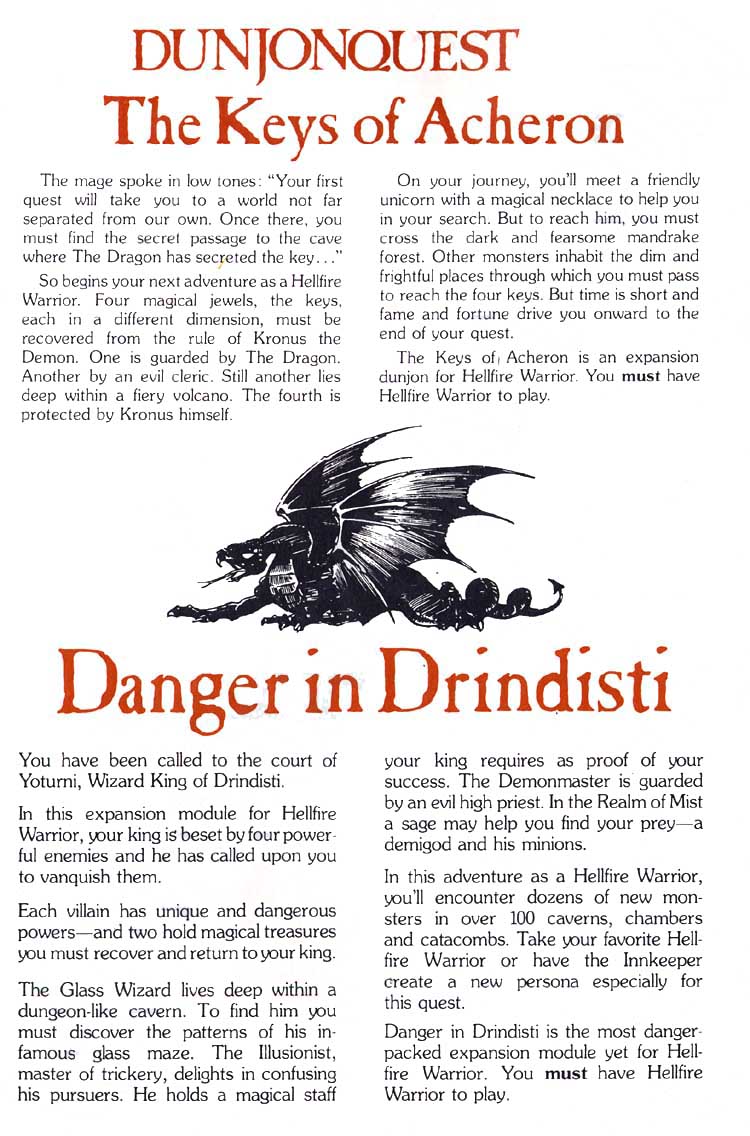 DUNJONQUEST
The Keys of Acheron
The mage spoke in low tones: “Your first
quest will take you to a world not far
separated from our own. Once there, you
must find the secret passage to the cave
where The Dragon has secreted the key...”
So begins your next adventure as a Hellfire
Warrior. Four magical jewels, the keys,
each in a different dimension, must be
recovered from the rule of Kronus the
Demon. One is guarded by The Dragon.
Another by an evil cleric. Still another lies
deep within a fiery volcano. The fourth is
protected by Kronus himself.
On your journey, you'll meet a friendly
unicorn with a magical necklace to help you
in your search. But to reach him, you must
cross the dark and fearsome mandrake
forest. Other monsters inhabit the dim and
frightful places through which you must pass
to reach the four keys. But time is short and
fame and fortune drive you onward to the
end of your quest.
The Keys of Acheron is an expansion
dunjon for Hellfire Warrior. You must have
Hellfire Warrior to play.
Danger in Drindisti
You have been called to the court of
Yoturni, Wizard King of Drindisti.
In this expansion module for Hellfire
Warrior, your king is beset by four power-
ful enemies and he has called upon you
to vanquish them.
Each villain has unique and dangerous
powers—and two hold magical treasures
you must recover and return to your king.
The Glass Wizard lives deep within a
dungeon-like cavern. To find him you
must discover the patterns of his in-
famous glass maze. The Illusionist,
master of trickery, delights in confusing
his pursuers. He holds a magical staff
your king requires as proof of your
success. The Demonmaster is guarded
by an evil high priest. In the Realm of Mist
a sage may help you find your prey—a
demigod and his minions.
In this adventure as a Hellfire Warrior,
you'll encounter dozens of new mon-
sters in over 100 caverns, chambers
and catacombs. Take your favorite Hell-
fire Warrior or have the Innkeeper
create a new persona especially for
this quest.
Danger in Drindisti is the most danger-
packed expansion module yet for Hell-
fire Warrior. You must have Hellfire
Warrior to play.